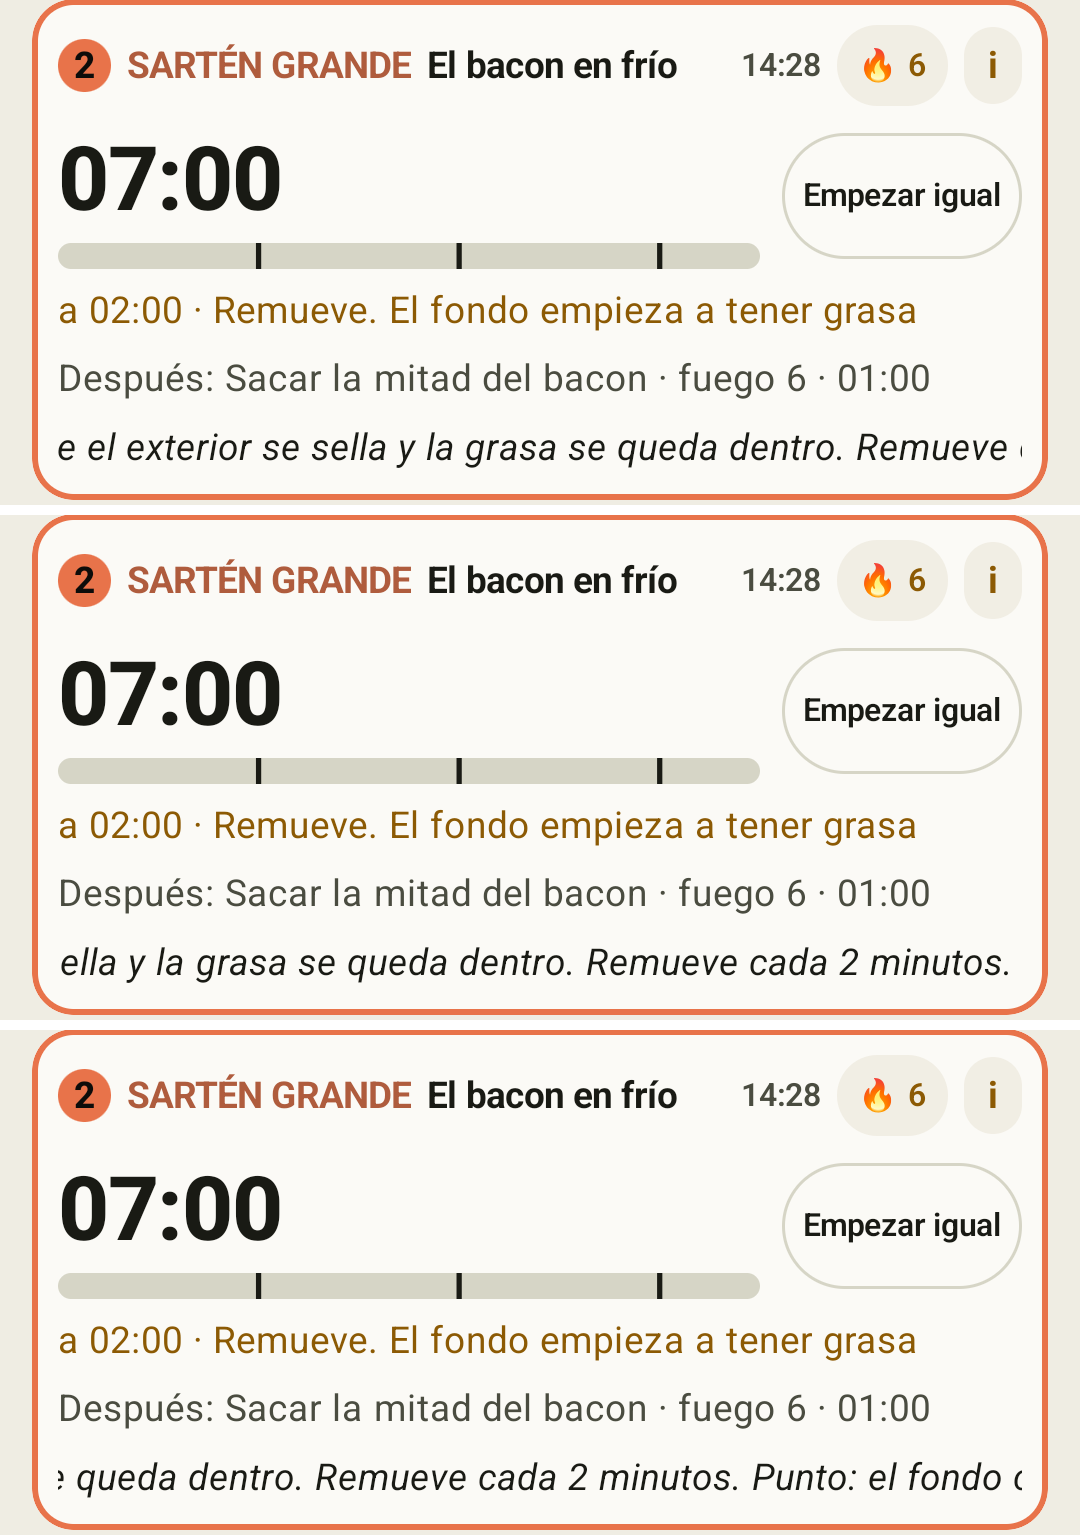 2 SARTÉN GRANDE El bacon en frío 14:28 🔥 6 i
07:00
Empezar igual
a 02:00 · Remueve. El fondo empieza a tener grasa
Después: Sacar la mitad del bacon · fuego 6 · 01:00
e el exterior se sella y la grasa se queda dentro. Remueve
2 SARTÉN GRANDE El bacon en frío 14:28 🔥 6 i
07:00
Empezar igual
a 02:00 · Remueve. El fondo empieza a tener grasa
Después: Sacar la mitad del bacon · fuego 6 · 01:00
ella y la grasa se queda dentro. Remueve cada 2 minutos.
2 SARTÉN GRANDE El bacon en frío 14:28 🔥 6 i
07:00
Empezar igual
a 02:00 · Remueve. El fondo empieza a tener grasa
Después: Sacar la mitad del bacon · fuego 6 · 01:00
queda dentro. Remueve cada 2 minutos. Punto: el fondo